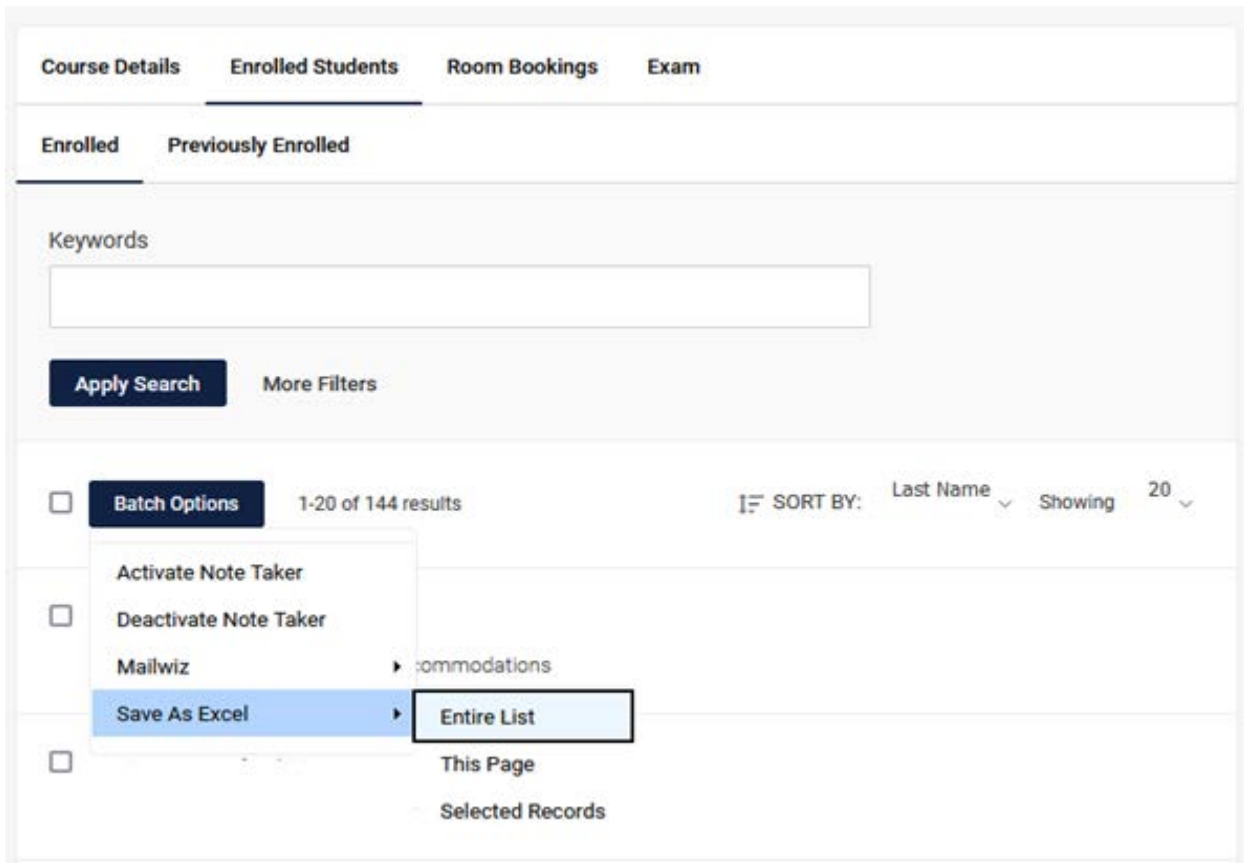 Course Details Enrolled Students Room Bookings Exam
Enrolled Previously Enrolled
Keywords
Apply Search More Filters
Batch Options 1-20 of 144 results SORT BY: Last Name Showing 20
Activate Note Taker
Deactivate Note Taker
Mailwiz
commodations
Save As Excel
Entire List
This Page
Selected Records